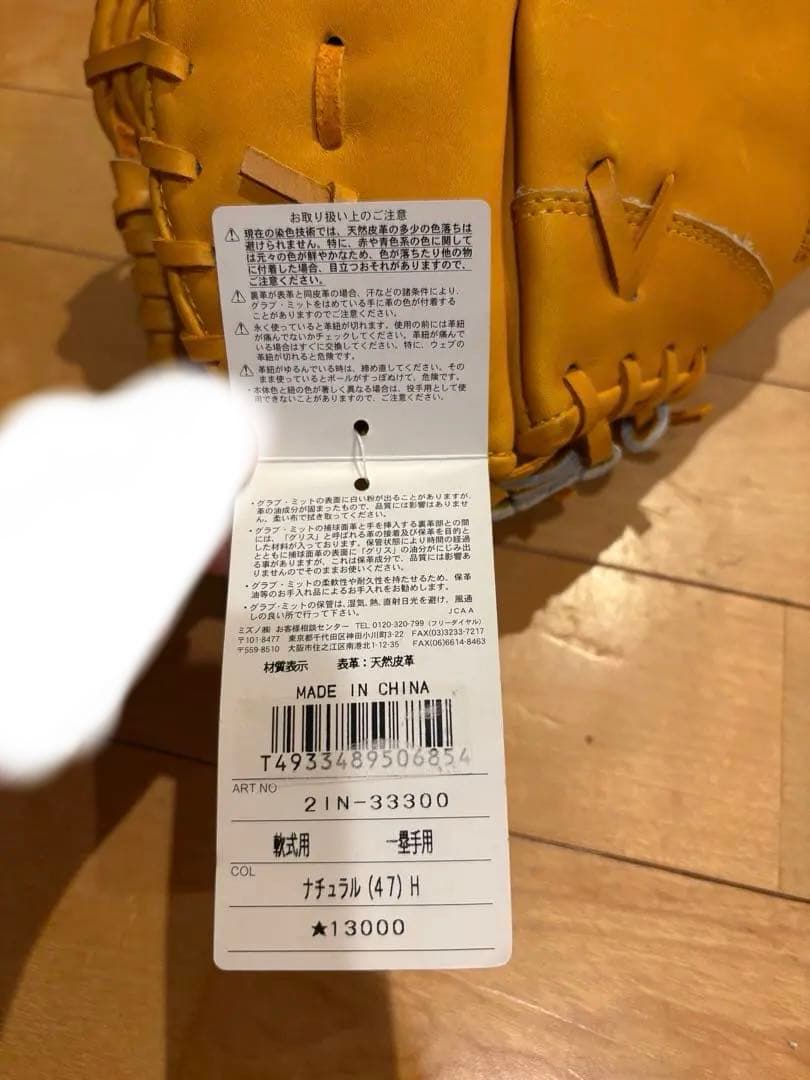 お取り扱い上のご注意
現在の染色技術では、天然皮革の多少の色落ちは
避けられません。特に、赤や青色系の色に関して
は元々の色が鮮やかなため、色が落ちたり他の物
に付着した場合、目立つおそれがありますので、
ご注意ください。
裏革が表革と同皮革の場合、汗などの諸条件により、
グラブ・ミットをはめている手に革の色が付着する
ことがありますのでご注意ください。
永く使っていると革紐が切れます。使用の前には革紐
が痛んでないかチェックしてください。革紐が痛んで
いる場合はすぐに交換してください。特に、ウェブの
革紐が切れると危険です。
革紐がゆるんでいる時は、締め直してください。その
まま使っているとボールがすっぽぬけて、危険です。
・本体色と紐の色が著しく異なる場合は、投手用として使
用できないことがありますので、ご注意ください。
・グラブ・ミットの表面に白い粉が出ることがありますが、
革の油成分が固まったもので、品質には影響はありませ
ん。柔い布で拭き取ってください。
・グラブ・ミットの捕球面革と手を挿入する裏革部との間
には、「グリス」と呼ばれる革の接着及び保革を目的と
した材料が入っております。保管状態により時間の経過
とともに捕球面革の表面に「グリス」の油分がにじみ出
る事がありますが、これは保革成分で、品質には影響あ
りませんのでそのままお使いください。
・グラブ・ミットの柔軟性や耐久性を持たせるため、保革
油等のお手入れ品によるお手入れをお勧めします。
・グラブ・ミットの保管は、湿気、熱、直射日光を避け、風通
しの良い所で行って下さい。 JCAA
ミズノ㈱ お客様相談センター TEL 0120-320-799 (フリーダイヤル)
〒101-8477 東京都千代田区神田小川町3-22 FAX(03)3233-7217
〒559-8510 大阪市住之江区南港北1-12-35 FAX(06)6614-8463
材質表示 表革：天然皮革
MADE IN CHINA
T4933489506854
ART.NO
2IN-33300
軟式用 一塁手用
COL
ナチュラル(47)H
★13000